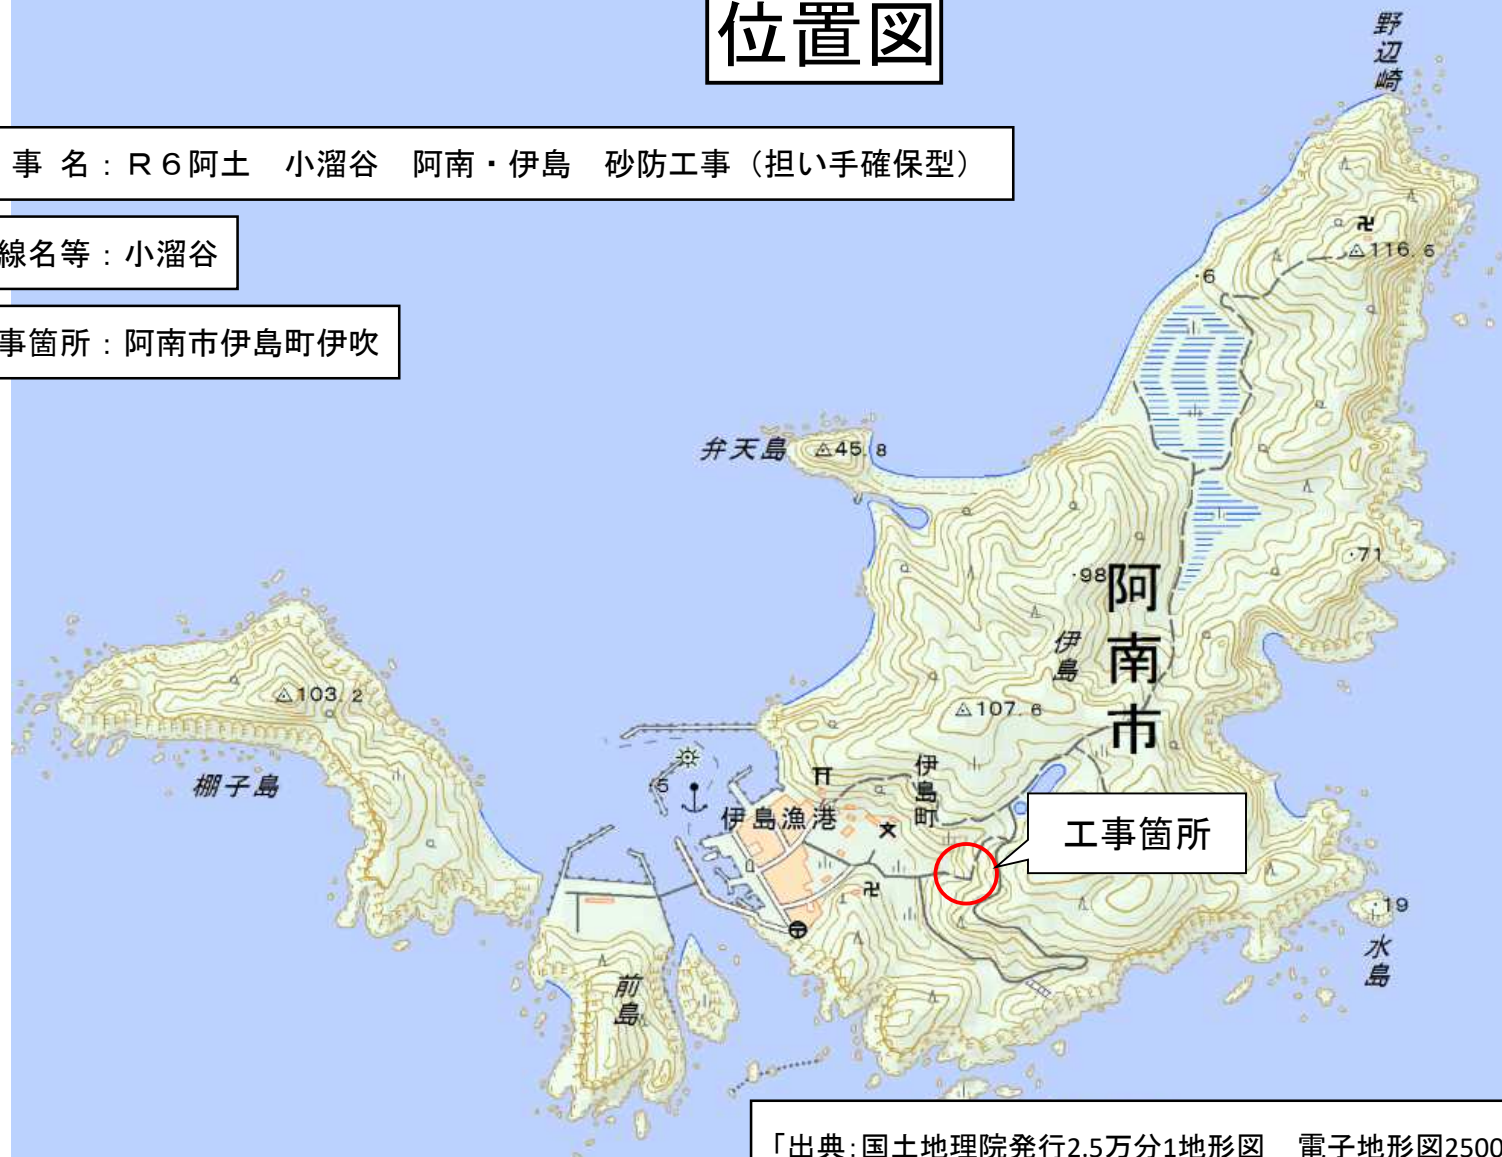 位置図
野辺崎
事 名：Ｒ６阿土　小溜谷　阿南・伊島　砂防工事（担い手確保型）
線名等：小溜谷
事箇所：阿南市伊島町伊吹
116.6
6
弁天島
45.8
71
98
阿南市
伊島
103.2
107.6
棚子島
伊島町
5
伊島漁港
工事箇所
19
水島
前島
「出典:国土地理院発行2.5万分1地形図　電子地形図2500